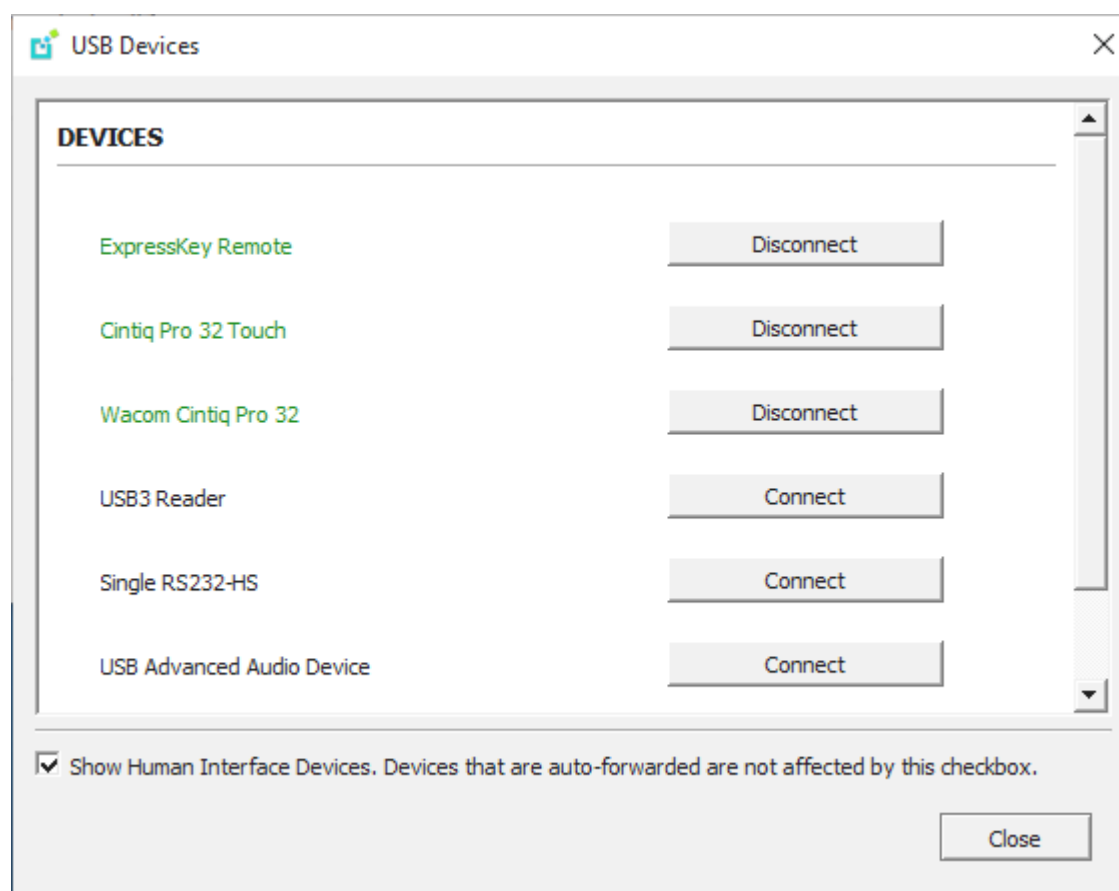 USB Devices
DEVICES
ExpressKey Remote Disconnect
Cintiq Pro 32 Touch Disconnect
Wacom Cintiq Pro 32 Disconnect
USB3 Reader Connect
Single RS232-HS Connect
USB Advanced Audio Device Connect
Show Human Interface Devices. Devices that are auto-forwarded are not affected by this checkbox.
Close